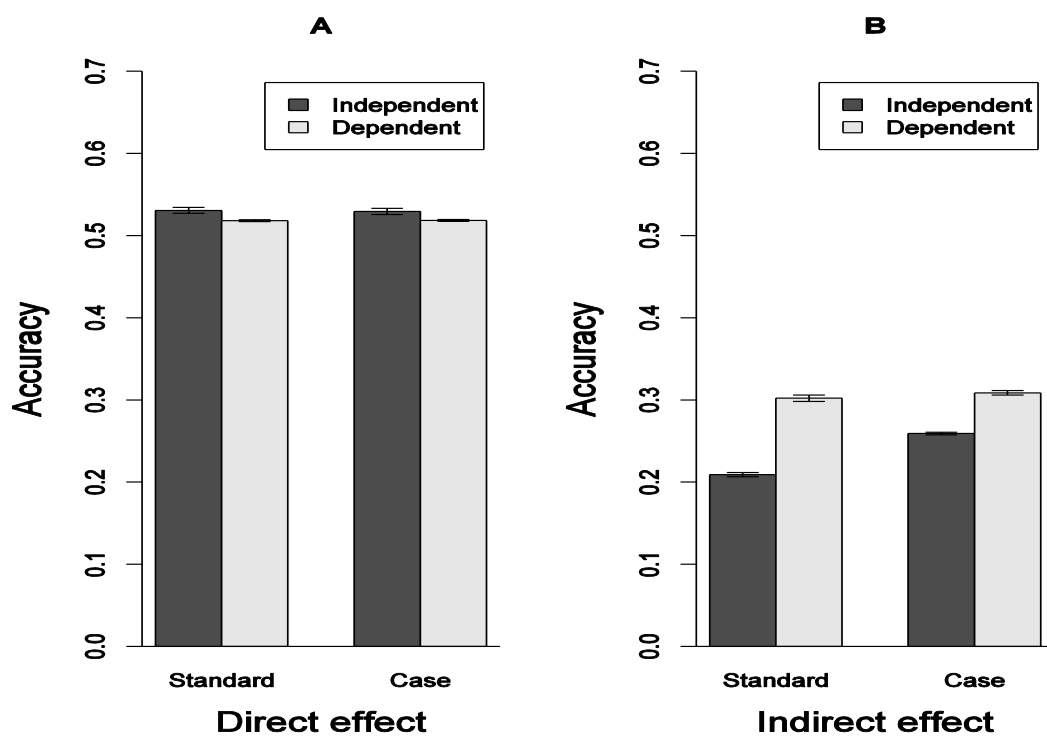 A
0.7
0.6
0.5
0.4
0.3
0.2
0.1
0.0
Accuracy
Independent
Dependent
Standard Case
Direct effect
B
0.7
0.6
0.5
0.4
0.3
0.2
0.1
0.0
Accuracy
Independent
Dependent
Standard Case
Indirect effect